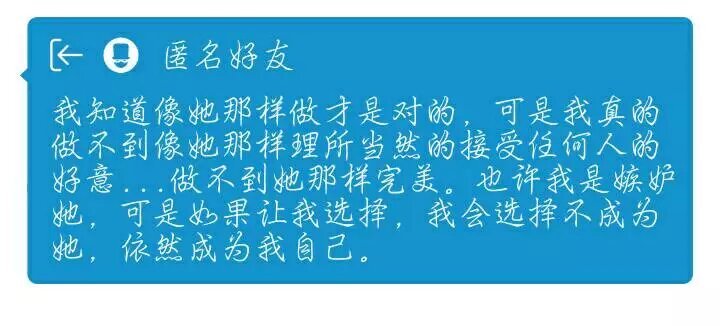 匿名好友
我知道像她那样做才是对的，可是我真的
做不到像她那样理所当然的接受任何人的
好意...做不到她那样完美。也许我是嫉妒
她，可是如果让我选择，我会选择不成为
她，依然成为我自己。